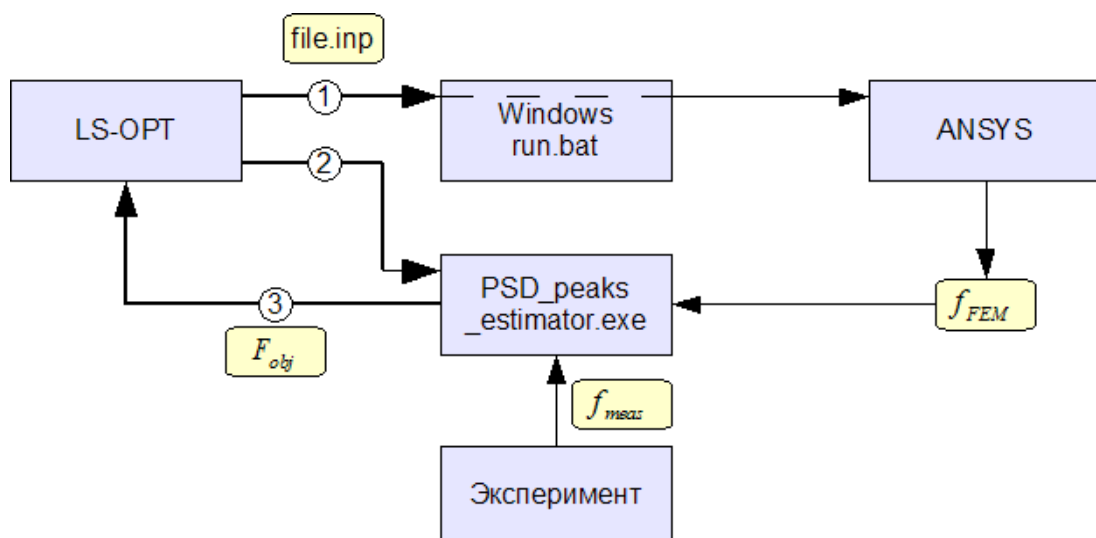 file.inp
1
LS-OPT
Windows
run.bat
ANSYS
2
PSD_peaks
_estimator.exe
3
F_obj
f_FEM
f_meas
Эксперимент